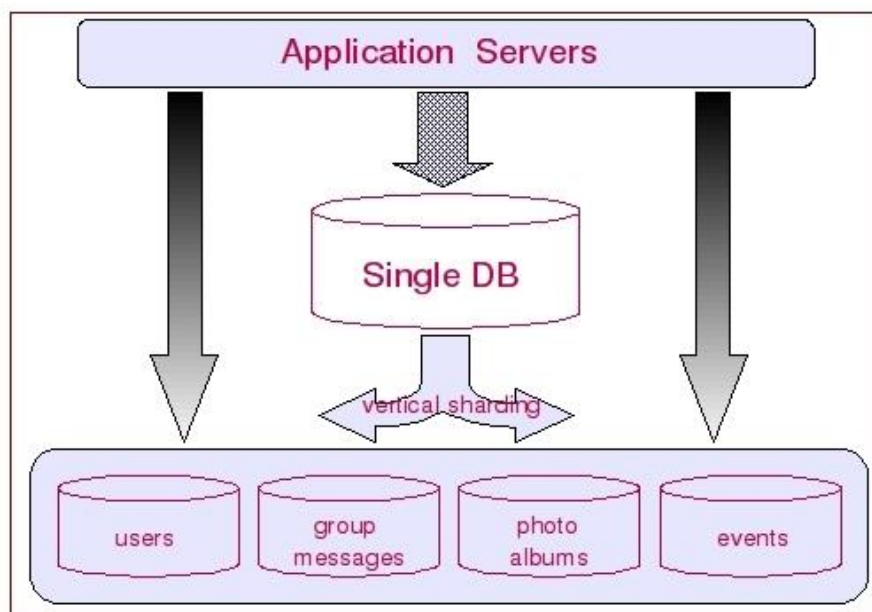 Application Servers
Single DB
vertical sharding
users
group
messages
photo
albums
events